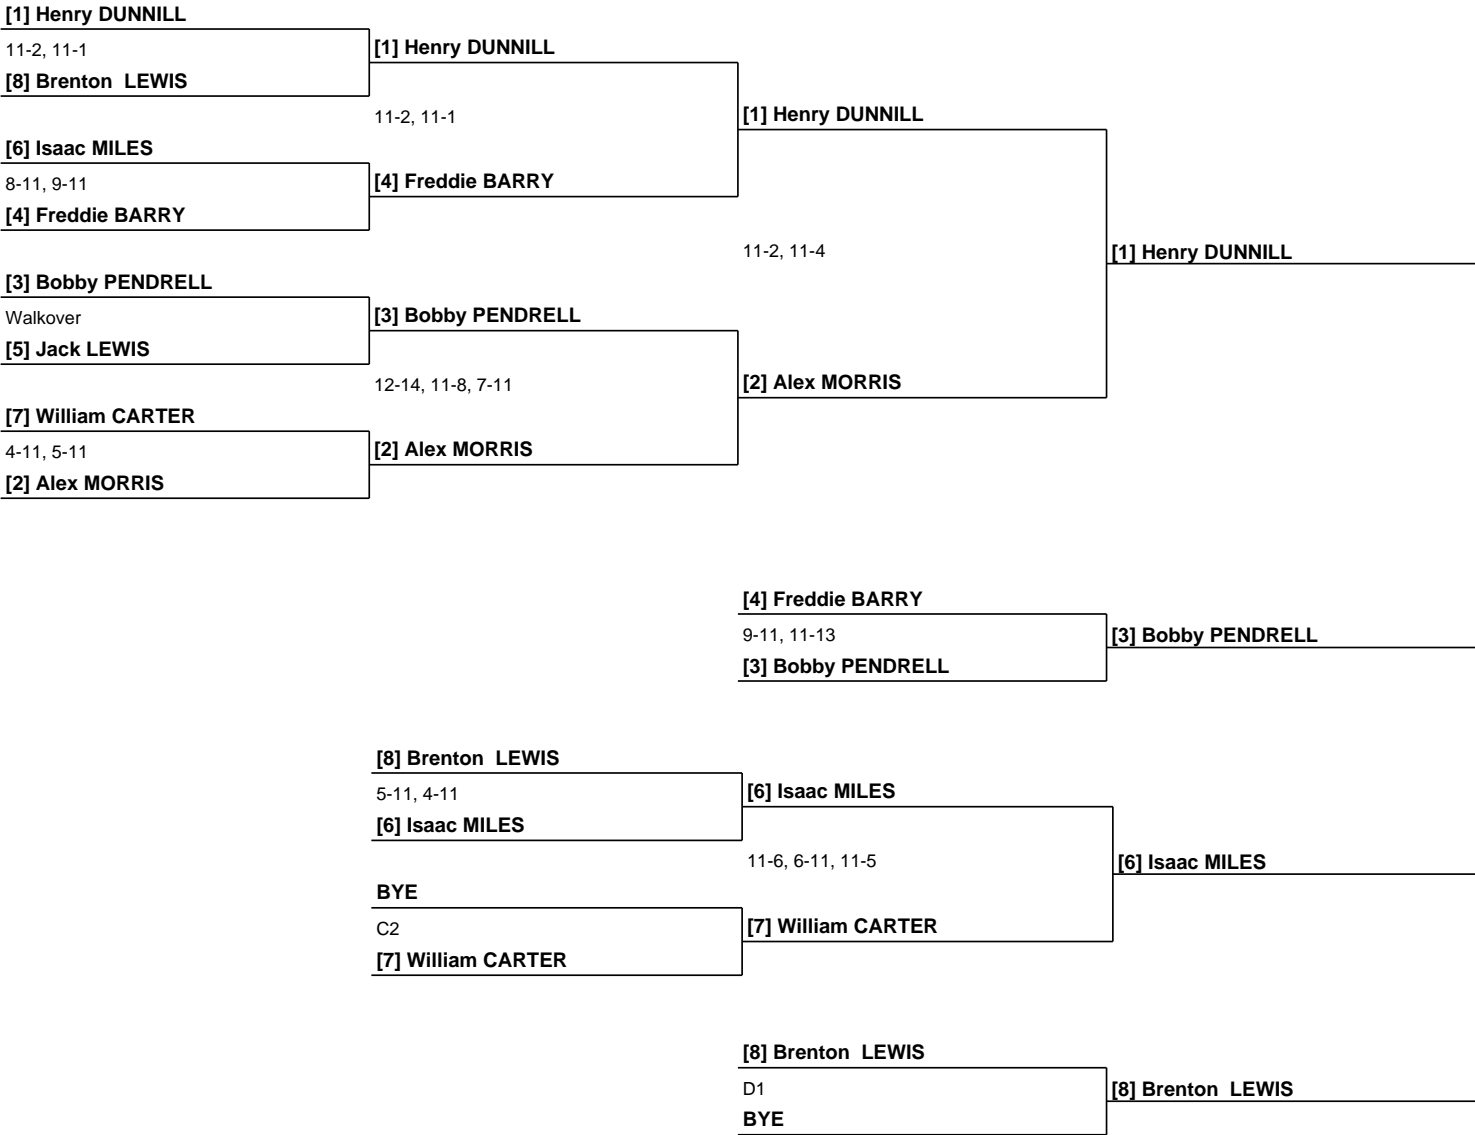 [1] Henry DUNNILL
11-2, 11-1
[8] Brenton  LEWIS
[1] Henry DUNNILL
11-2, 11-1
[6] Isaac MILES
8-11, 9-11
[4] Freddie BARRY
[4] Freddie BARRY
[1] Henry DUNNILL
11-2, 11-4
[1] Henry DUNNILL
[3] Bobby PENDRELL
Walkover
[5] Jack LEWIS
[3] Bobby PENDRELL
12-14, 11-8, 7-11
[7] William CARTER
4-11, 5-11
[2] Alex MORRIS
[2] Alex MORRIS
[2] Alex MORRIS
[4] Freddie BARRY
9-11, 11-13
[3] Bobby PENDRELL
[3] Bobby PENDRELL
[8] Brenton  LEWIS
5-11, 4-11
[6] Isaac MILES
[6] Isaac MILES
11-6, 6-11, 11-5
[6] Isaac MILES
BYE
C2
[7] William CARTER
[7] William CARTER
[8] Brenton  LEWIS
D1
BYE
[8] Brenton  LEWIS